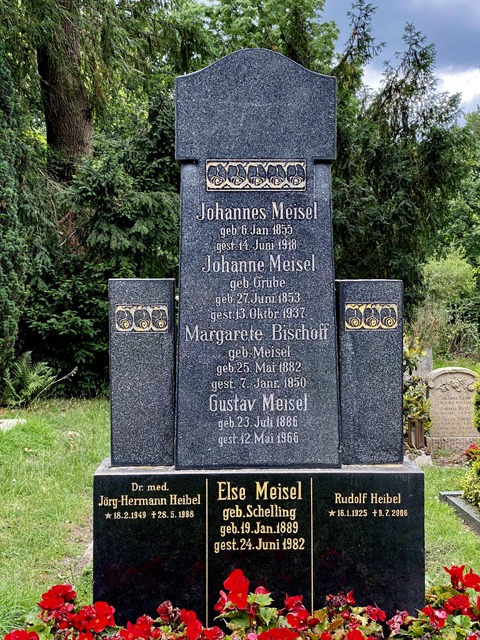 Johannes Meisel
geb. 6. Jan. 1855
gest. 14. Juni 1918
Johanne Meisel
geb. Grube
geb. 27. Juni 1853
gest. 13. Oktbr. 1937.
Margarete Bischoff
geb. Meisel
geb. 25. Mai 1882
gest. 7. Janr. 1950
Gustav Meisel
geb. 23. Juli 1886
gest. 12. Mai 1966
Dr. med.
Jörg-Hermann Heibel
★ 18.2.1949 ✝ 28.5.1998
Else Meisel
geb. Schelling
geb. 19. Jan. 1889
gest. 24. Juni 1982
Rudolf Heibel
★ 16.1.1925 ✝ 9.7.2006